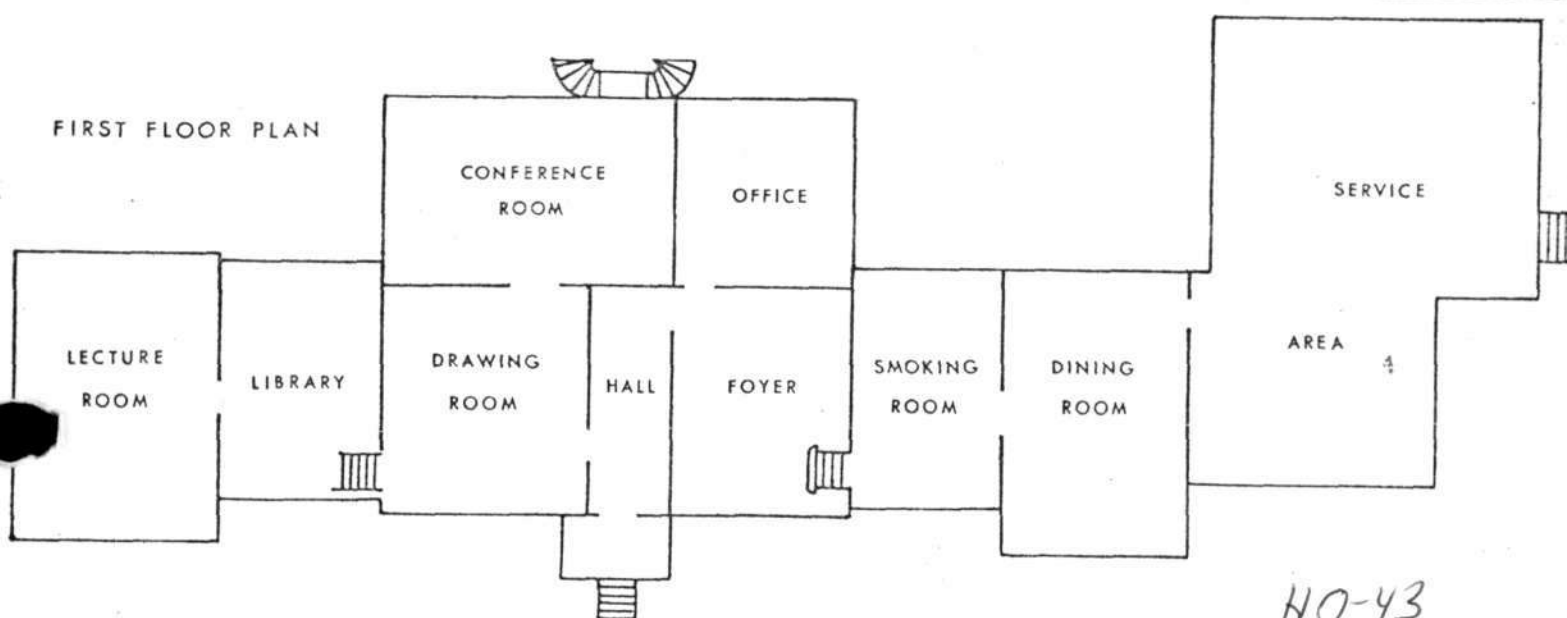 FIRST FLOOR PLAN
CONFERENCE
ROOM
OFFICE
SERVICE
LECTURE
ROOM
LIBRARY
DRAWING
ROOM
HALL
FOYER
SMOKING
ROOM
DINING
ROOM
AREA
HO-43